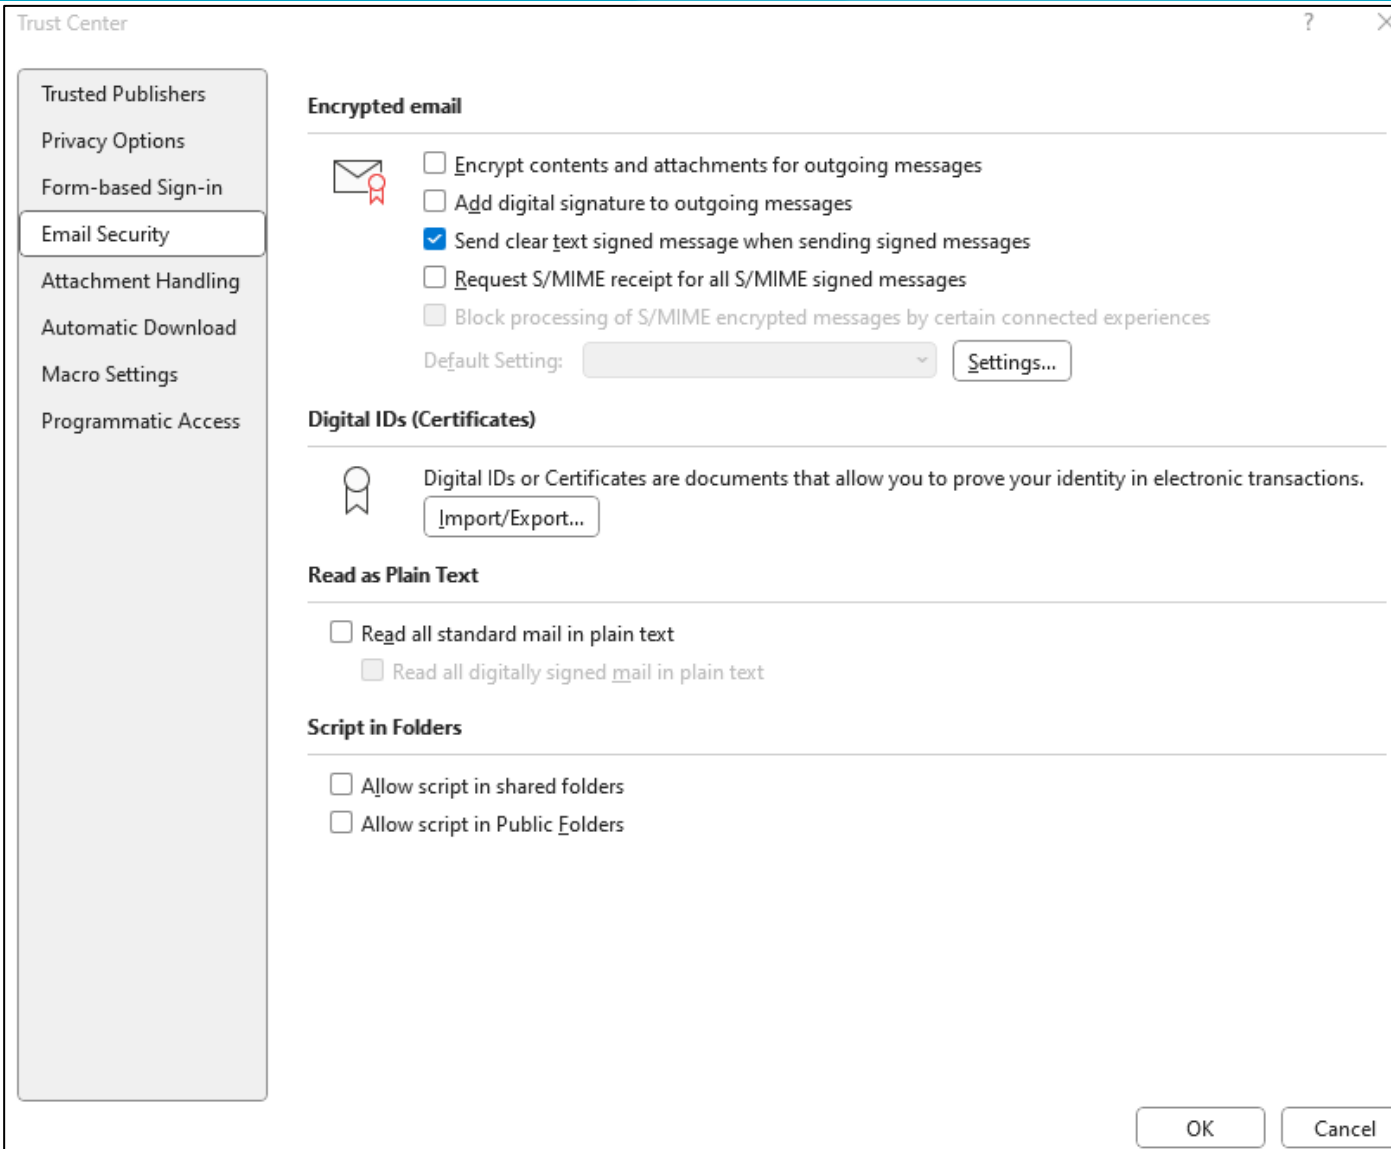 Trust Center
?
Trusted Publishers
Privacy Options
Form-based Sign-in
Email Security
Attachment Handling
Automatic Download
Macro Settings
Programmatic Access
Encrypted email
Encrypt contents and attachments for outgoing messages
Add digital signature to outgoing messages
Send clear text signed message when sending signed messages
Request S/MIME receipt for all S/MIME signed messages
Block processing of S/MIME encrypted messages by certain connected experiences
Default Setting:
Settings...
Digital IDs (Certificates)
Digital IDs or Certificates are documents that allow you to prove your identity in electronic transactions.
Import/Export...
Read as Plain Text
Read all standard mail in plain text
Read all digitally signed mail in plain text
Script in Folders
Allow script in shared folders
Allow script in Public Folders
OK
Cancel